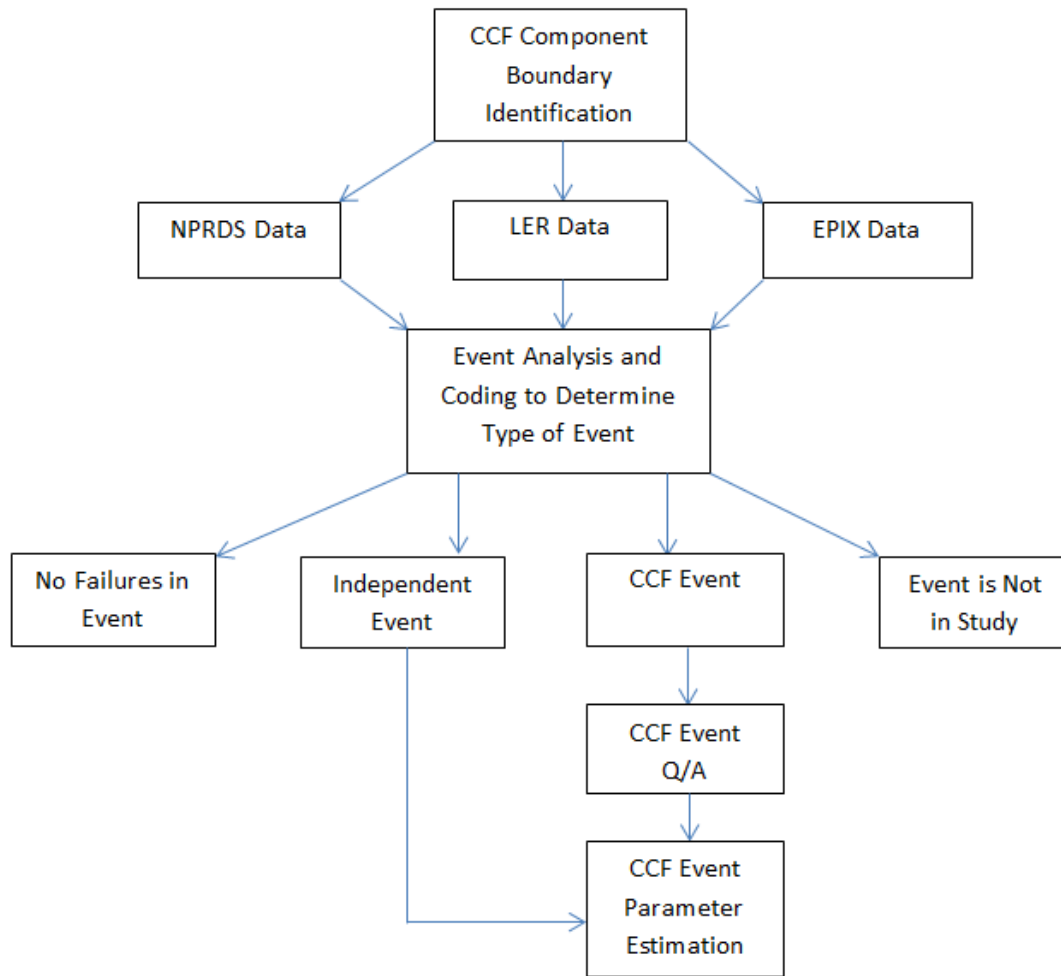 CCF Component
Boundary
Identification
NPRDS Data
LER Data
EPIX Data
Event Analysis and
Coding to Determine
Type of Event
No Failures in
Event
Independent
Event
CCF Event
Event is Not
in Study
CCF Event
Q/A
CCF Event
Parameter
Estimation